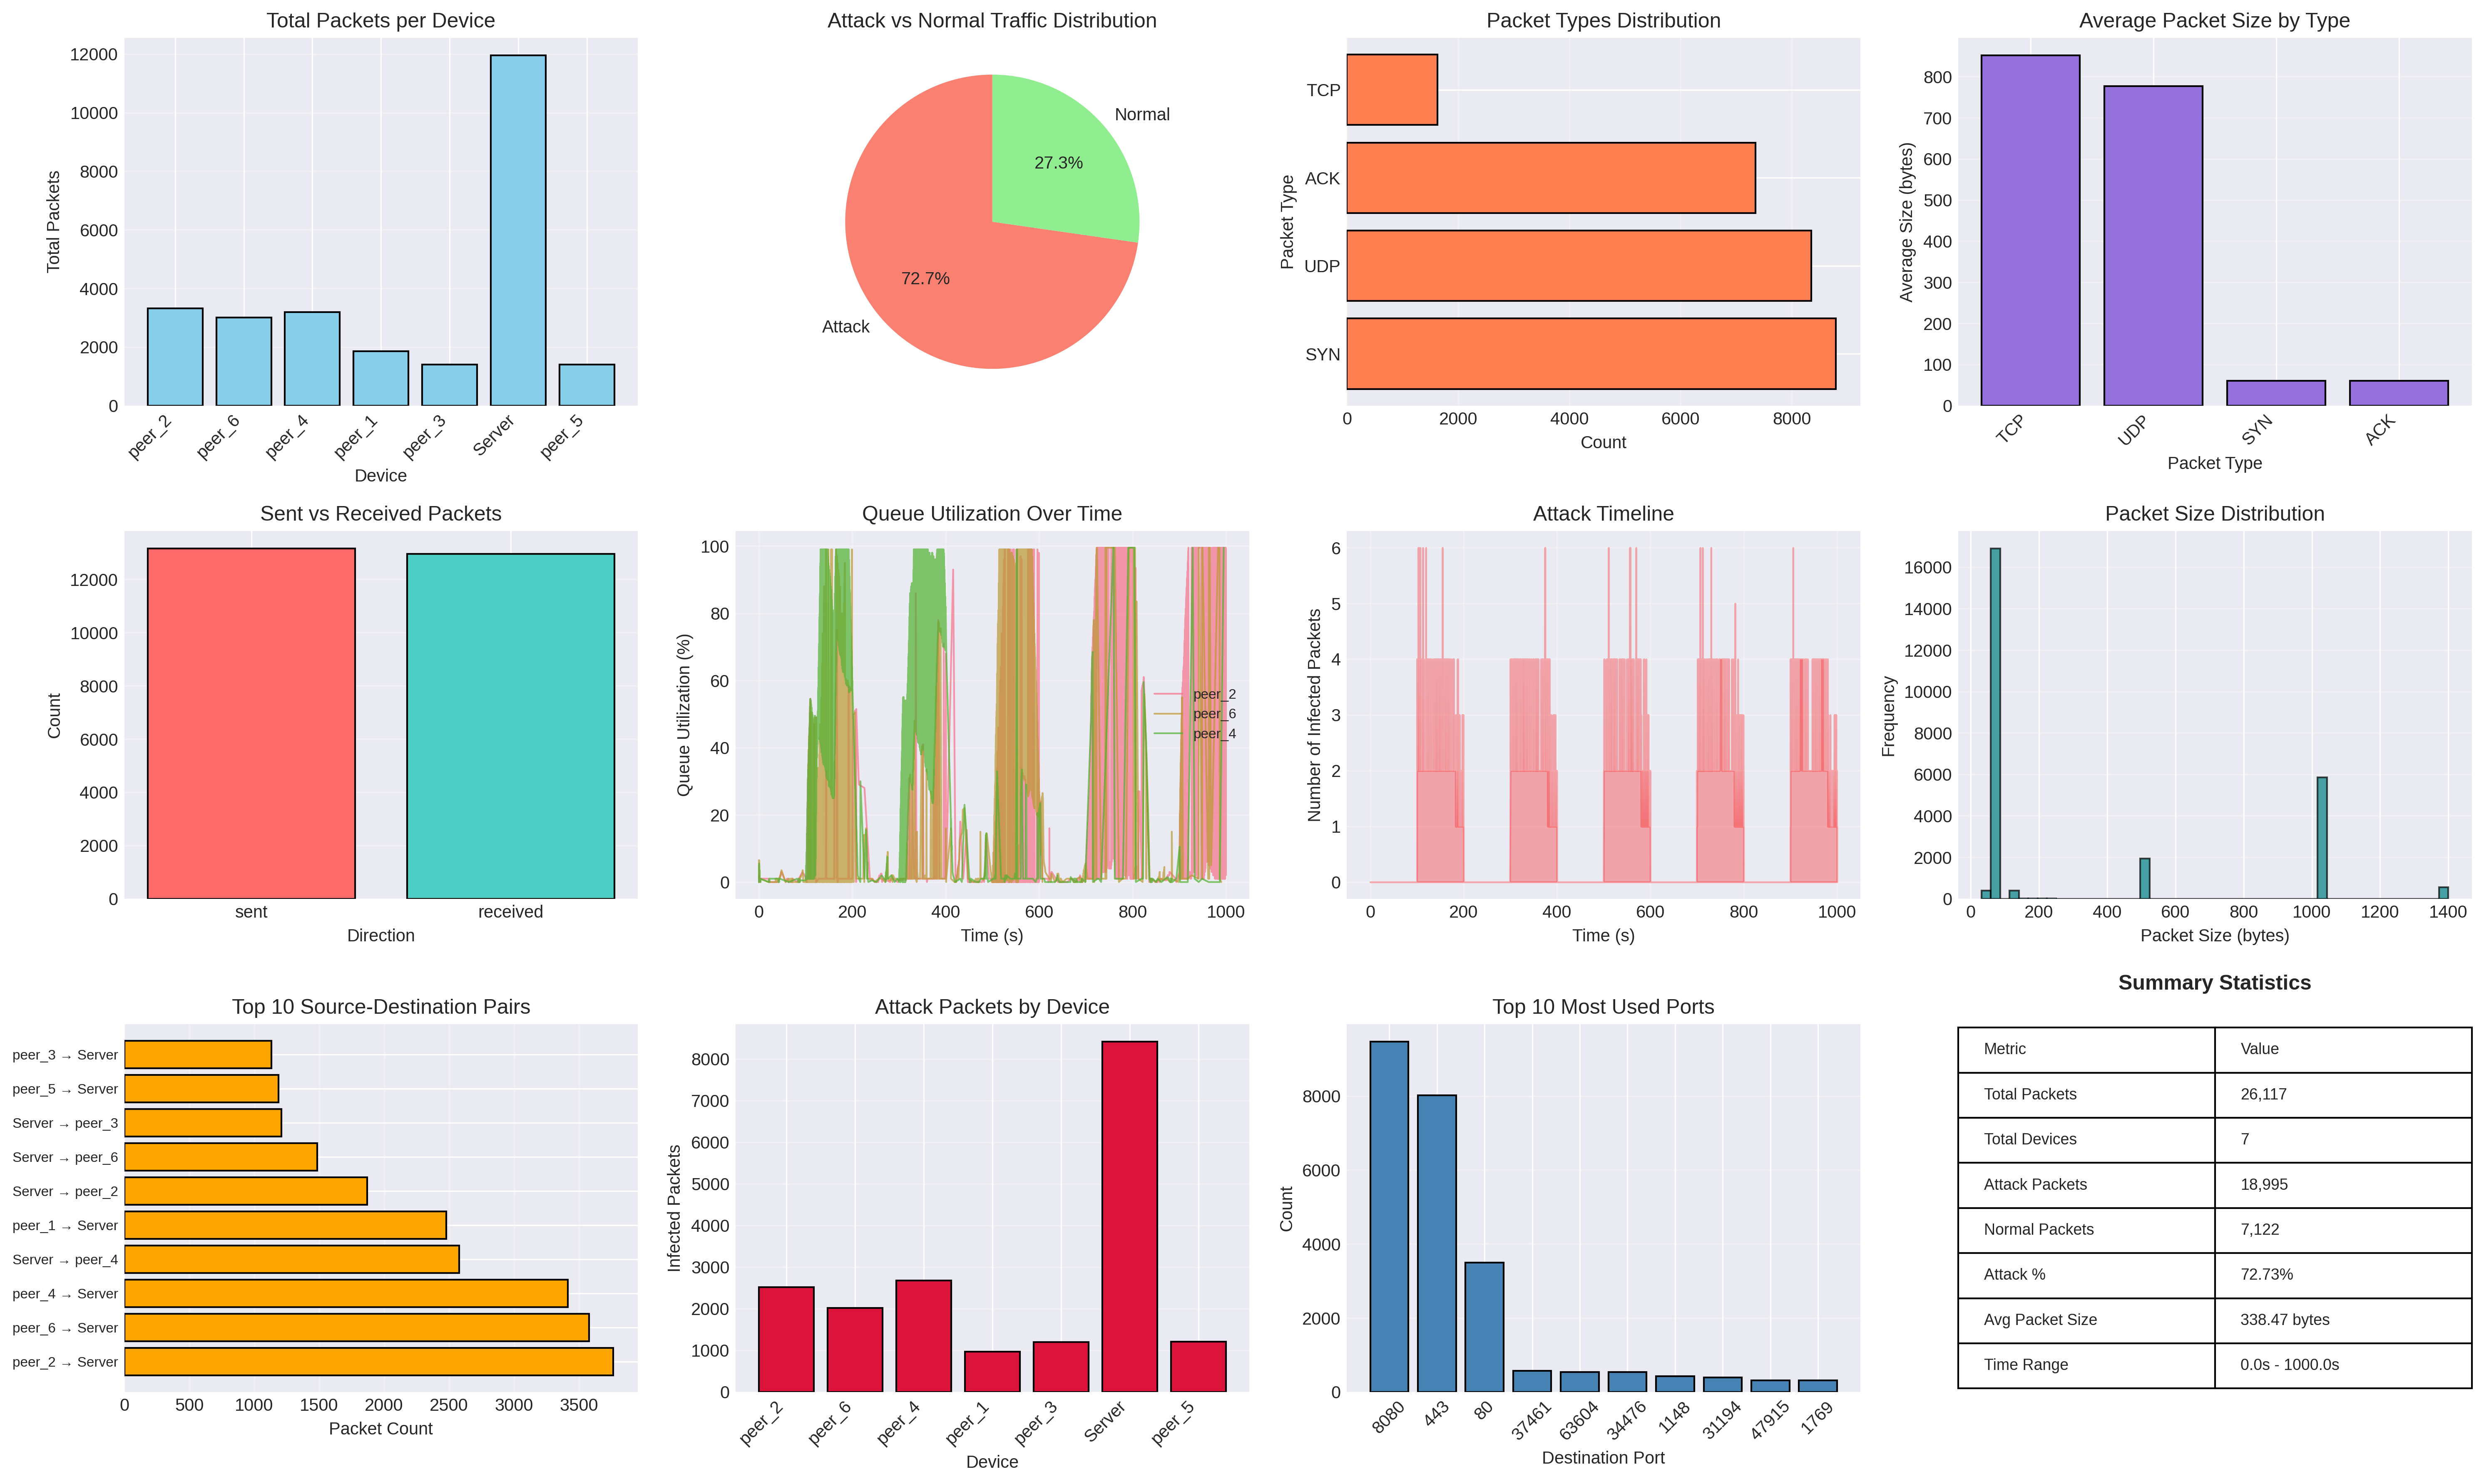 Total Packets per Device
Total Packets
12000
10000
8000
6000
4000
2000
0
peer_2
peer_6
peer_4
peer_1
peer_3
Server
peer_5
Device
Attack vs Normal Traffic Distribution
Normal
27.3%
72.7%
Attack
Packet Types Distribution
Packet Type
TCP
ACK
UDP
SYN
0 2000 4000 6000 8000
Count
Average Packet Size by Type
Average Size (bytes)
800
700
600
500
400
300
200
100
0
TCP
UDP
SYN
ACK
Packet Type
Sent vs Received Packets
Count
12000
10000
8000
6000
4000
2000
0
sent received
Direction
Queue Utilization Over Time
Queue Utilization (%)
100
80
60
40
20
0
peer_2
peer_6
peer_4
0 200 400 600 800 1000
Time (s)
Attack Timeline
Number of Infected Packets
6
5
4
3
2
1
0
0 200 400 600 800 1000
Time (s)
Packet Size Distribution
Frequency
16000
14000
12000
10000
8000
6000
4000
2000
0
0 200 400 600 800 1000 1200 1400
Packet Size (bytes)
Top 10 Source-Destination Pairs
peer_3 → Server
peer_5 → Server
Server → peer_3
Server → peer_6
Server → peer_2
peer_1 → Server
Server → peer_4
peer_4 → Server
peer_6 → Server
peer_2 → Server
0 500 1000 1500 2000 2500 3000 3500
Packet Count
Attack Packets by Device
Infected Packets
8000
7000
6000
5000
4000
3000
2000
1000
0
peer_2
peer_6
peer_4
peer_1
peer_3
Server
peer_5
Device
Top 10 Most Used Ports
Count
8000
6000
4000
2000
0
8080
443
80
37461
63604
34476
1148
31194
47915
1769
Destination Port
Summary Statistics
Metric Value
Total Packets 26,117
Total Devices 7
Attack Packets 18,995
Normal Packets 7,122
Attack % 72.73%
Avg Packet Size 338.47 bytes
Time Range 0.0s - 1000.0s